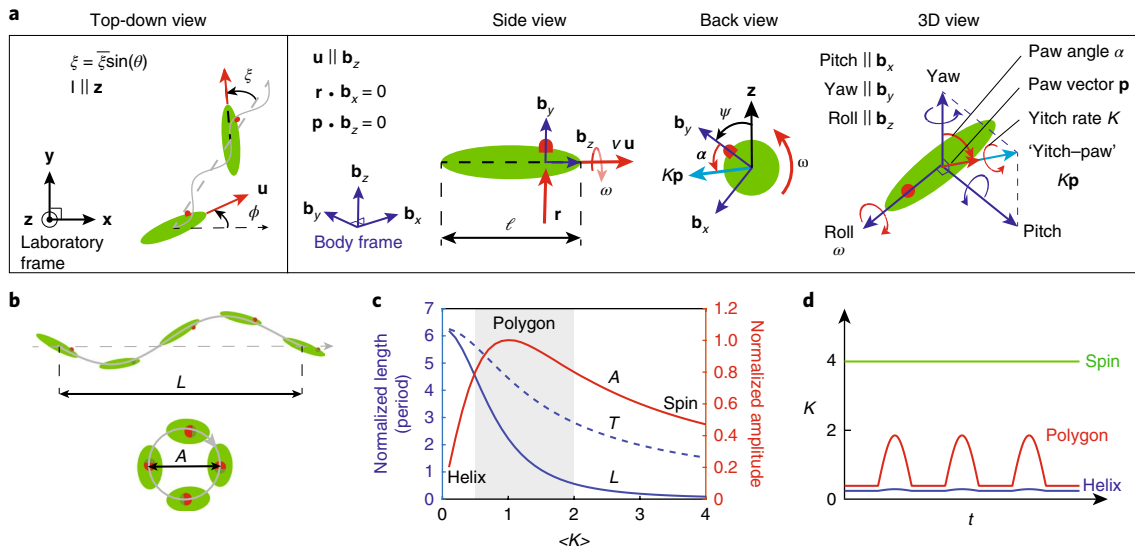 a
Top-down view
Side view
Back view
3D view
ξ = ξ̅sin(θ)
l || z
ξ
u
ϕ
y
x
z
Laboratory
frame
u || b_z
r • b_x = 0
p • b_z = 0
b_z
b_y
b_x
Body frame
b_y
b_z
v u
ω
r
ℓ
z
ψ
b_y
α
Kp
b_x
ω
Pitch || b_x
Yaw || b_y
Roll || b_z
Yaw
Paw angle α
Paw vector p
Yitch rate K
‘Yitch–paw’
Kp
Roll
ω
Pitch
b
L
A
c
Normalized length
(period)
7
6
5
4
3
2
1
0
Polygon
A
T
L
Spin
Helix
1.2
1.0
0.8
0.6
0.4
0.2
0
Normalized amplitude
0 1 2 3 4
<K>
d
K
4
2
0
Spin
Polygon
Helix
t